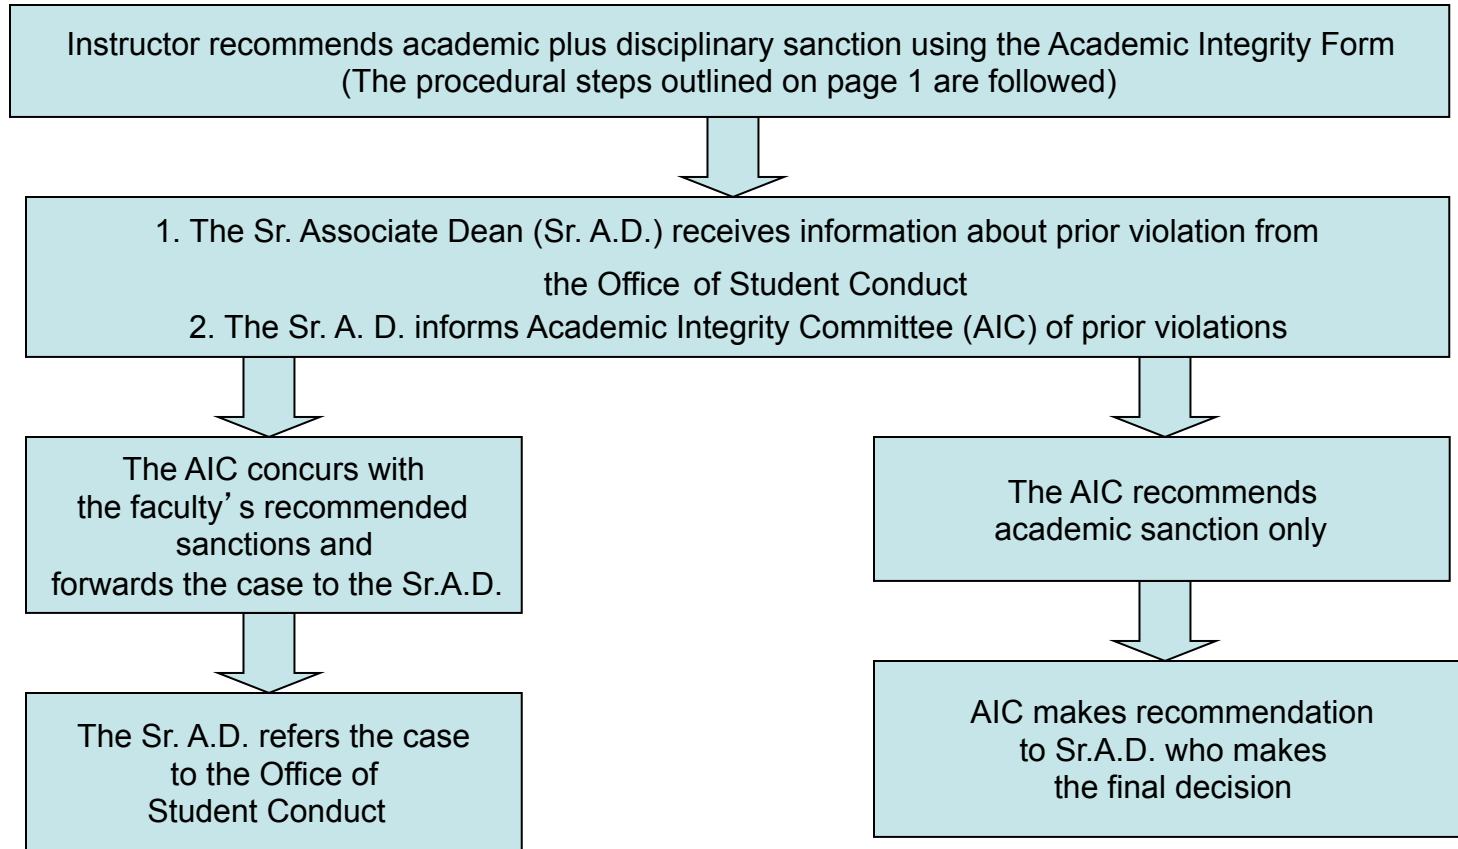 Instructor recommends academic plus disciplinary sanction using the Academic Integrity Form
(The procedural steps outlined on page 1 are followed)
1. The Sr. Associate Dean (Sr. A.D.) receives information about prior violation from
the Office of Student Conduct
2. The Sr. A. D. informs Academic Integrity Committee (AIC) of prior violations
The AIC concurs with
the faculty’s recommended
sanctions and
forwards the case to the Sr.A.D.
The AIC recommends
academic sanction only
The Sr. A.D. refers the case
to the Office of
Student Conduct
AIC makes recommendation
to Sr.A.D. who makes
the final decision